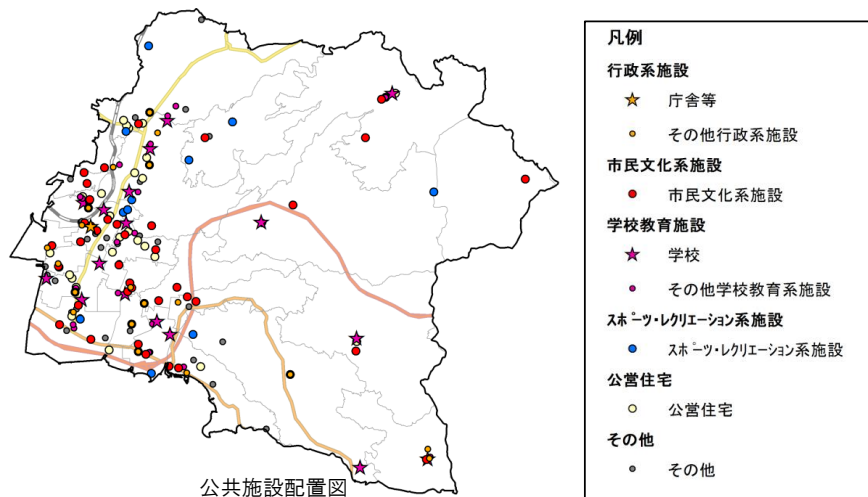 凡例
行政系施設
庁舎等
その他行政系施設
市民文化系施設
市民文化系施設
学校教育施設
学校
その他学校教育系施設
スポーツ・レクリエーション系施設
スポーツ・レクリエーション系施設
公営住宅
公営住宅
その他
その他
公共施設配置図